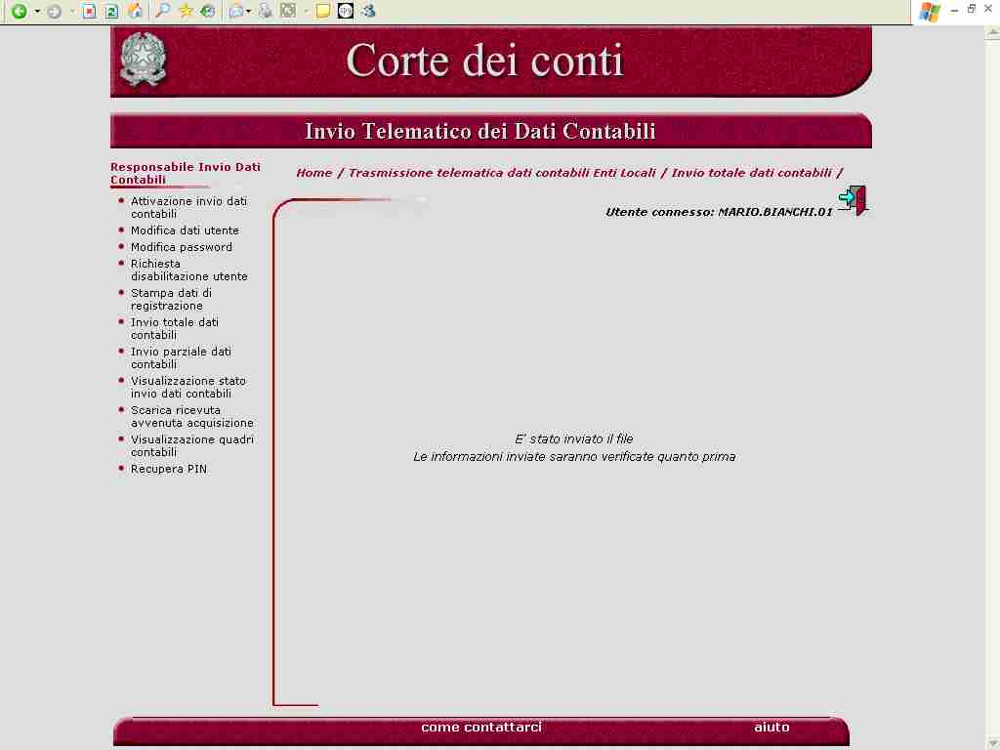 Corte dei conti
Invio Telematico dei Dati Contabili
Responsabile Invio Dati
Contabili
Attivazione invio dati
contabili
Modifica dati utente
Modifica password
Richiesta
disabilitazione utente
Stampa dati di
registrazione
Invio totale dati
contabili
Invio parziale dati
contabili
Visualizzazione stato
invio dati contabili
Scarica ricevuta
avvenuta acquisizione
Visualizzazione quadri
contabili
Recupera PIN
Home / Trasmissione telematica dati contabili Enti Locali / Invio totale dati contabili /
Utente connesso: MARIO.BIANCHI.01
E' stato inviato il file
Le informazioni inviate saranno verificate quanto prima
come contattarci
aiuto